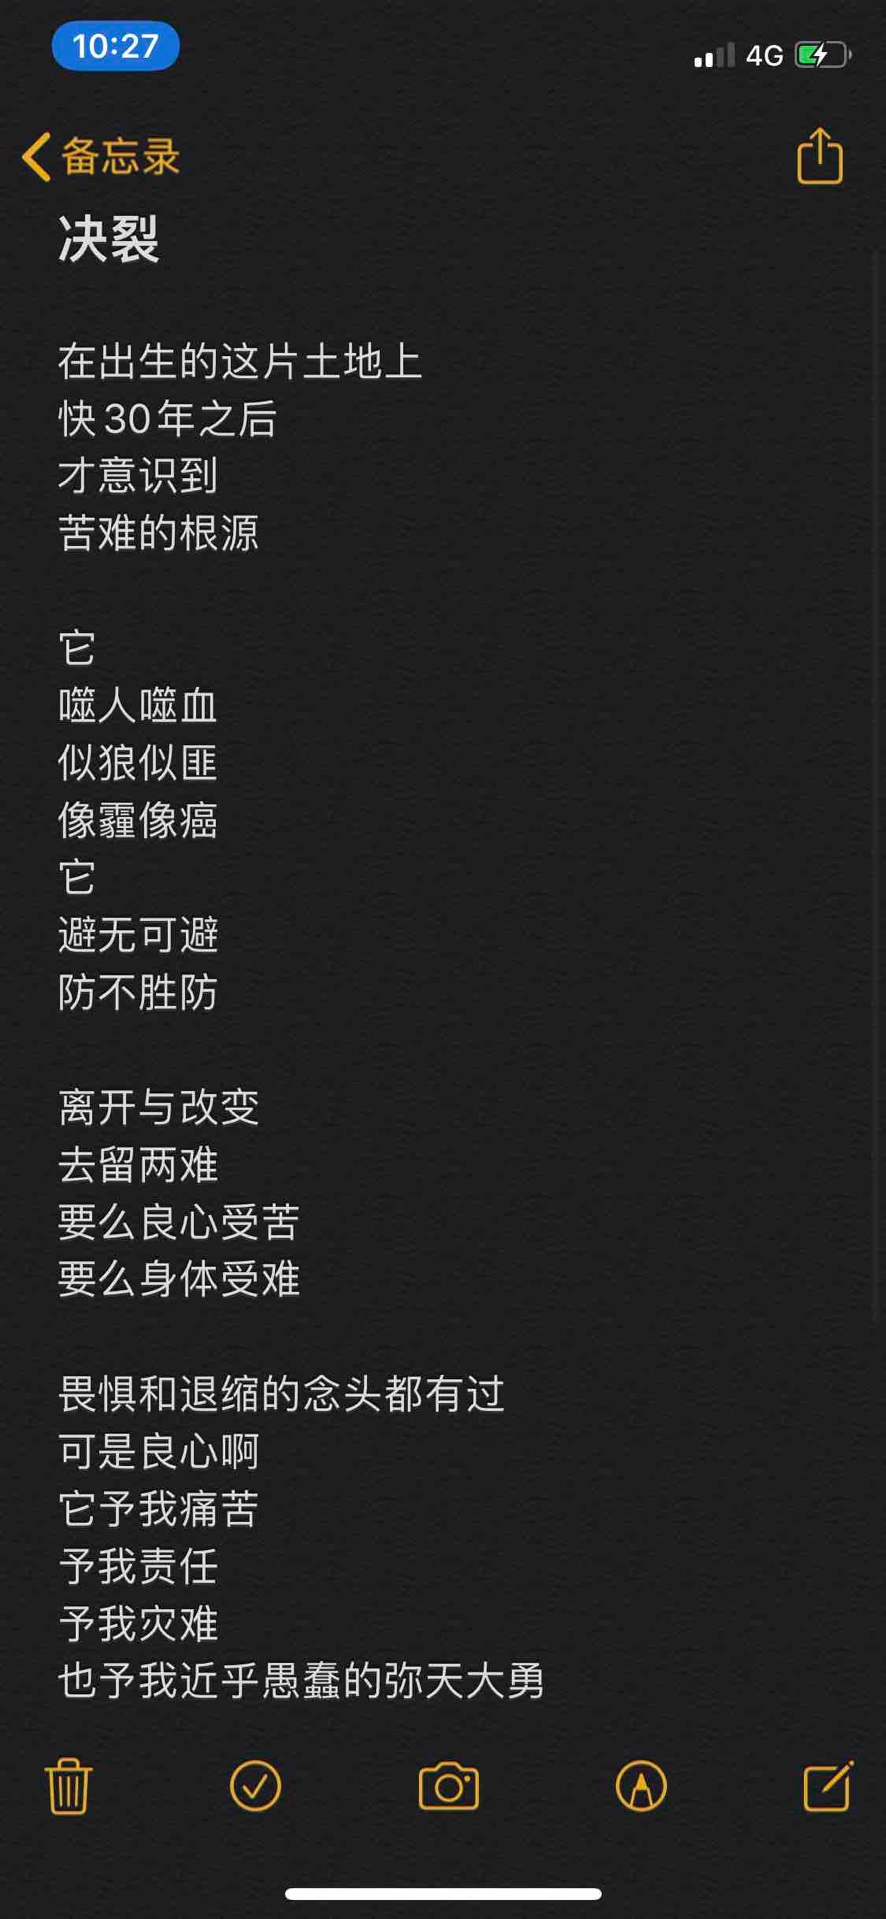 10:27
4G
备忘录
决裂
在出生的这片土地上
快30年之后
才意识到
苦难的根源
它
噬人噬血
似狼似匪
像霾像癌
它
避无可避
防不胜防
离开与改变
去留两难
要么良心受苦
要么身体受难
畏惧和退缩的念头都有过
可是良心啊
它予我痛苦
予我责任
予我灾难
也予我近乎愚蠢的弥天大勇